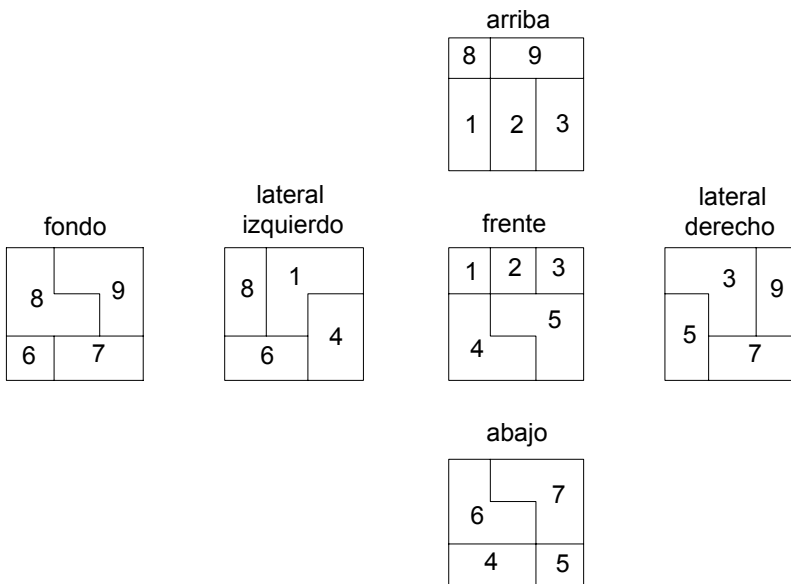 arriba
8 9
1 2 3
fondo
8 9
6 7
lateral
izquierdo
8 1
6 4
frente
1 2 3
4 5
lateral
derecho
3 9
5 7
abajo
6 7
4 5